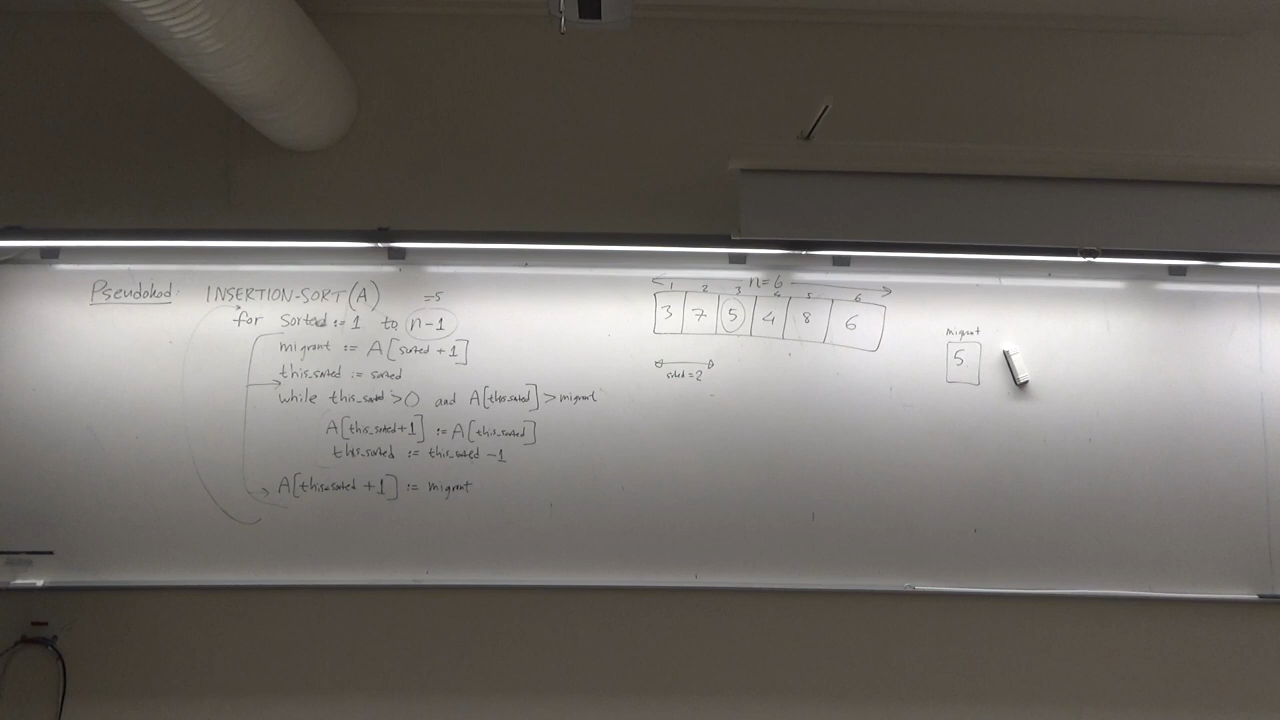 Pseudokod: INSERTION-SORT(A)
=5
for sorted := 1 to n-1
migrant := A[sorted +1]
this_sorted := sorted
while this_sorted >0 and A[this_sorted] > migrant
A[this_sorted+1] := A[this_sorted]
this_sorted := this_sorted -1
A[this_sorted +1] := migrant
n=6
1 2 3 4 5 6
3 7 5 4 8 6
sorted=2
migrant
5